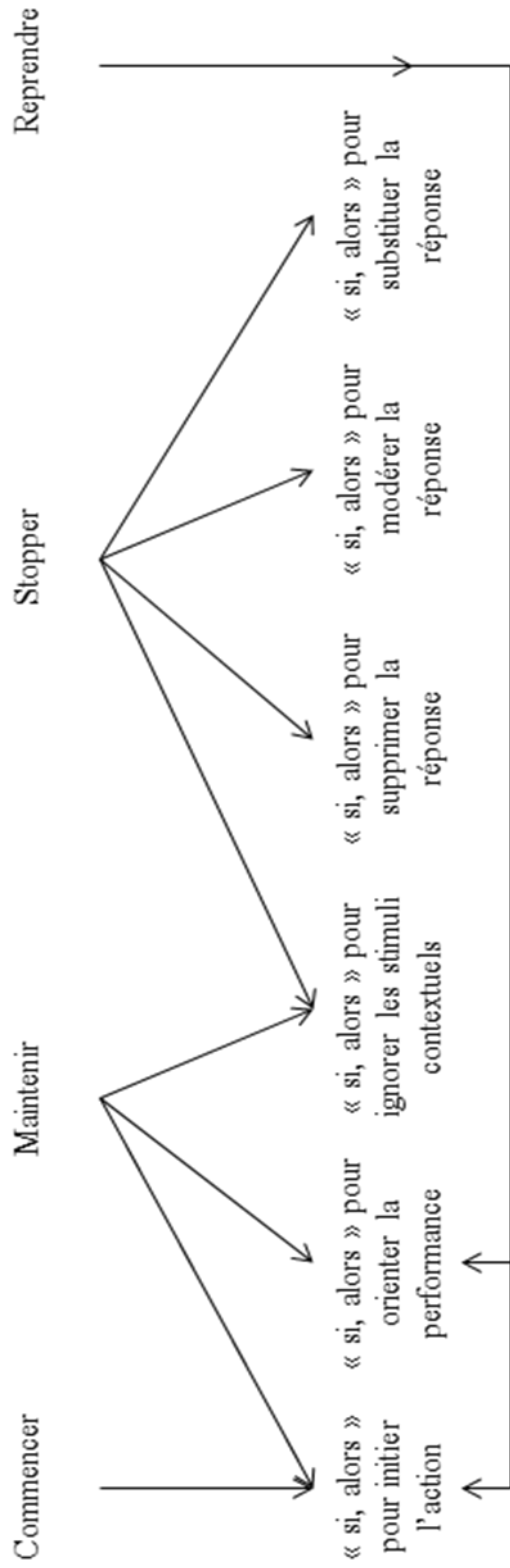 Commencer
Maintenir
Stopper
Reprendre
« si, alors »
pour initier
l’action
« si, alors » pour
orienter la
performance
« si, alors » pour
ignorer les stimuli
contextuels
« si, alors » pour
supprimer la
réponse
« si, alors » pour
modérer la
réponse
« si, alors » pour
substituer la
réponse